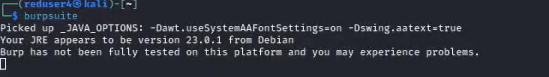 (reduser4㉿kali)-[~]
$ burpsuite
Picked up _JAVA_OPTIONS: -Dawt.useSystemAAFontSettings=on -Dswing.aatext=true
Your JRE appears to be version 23.0.1 from Debian
Burp has not been fully tested on this platform and you may experience problems.